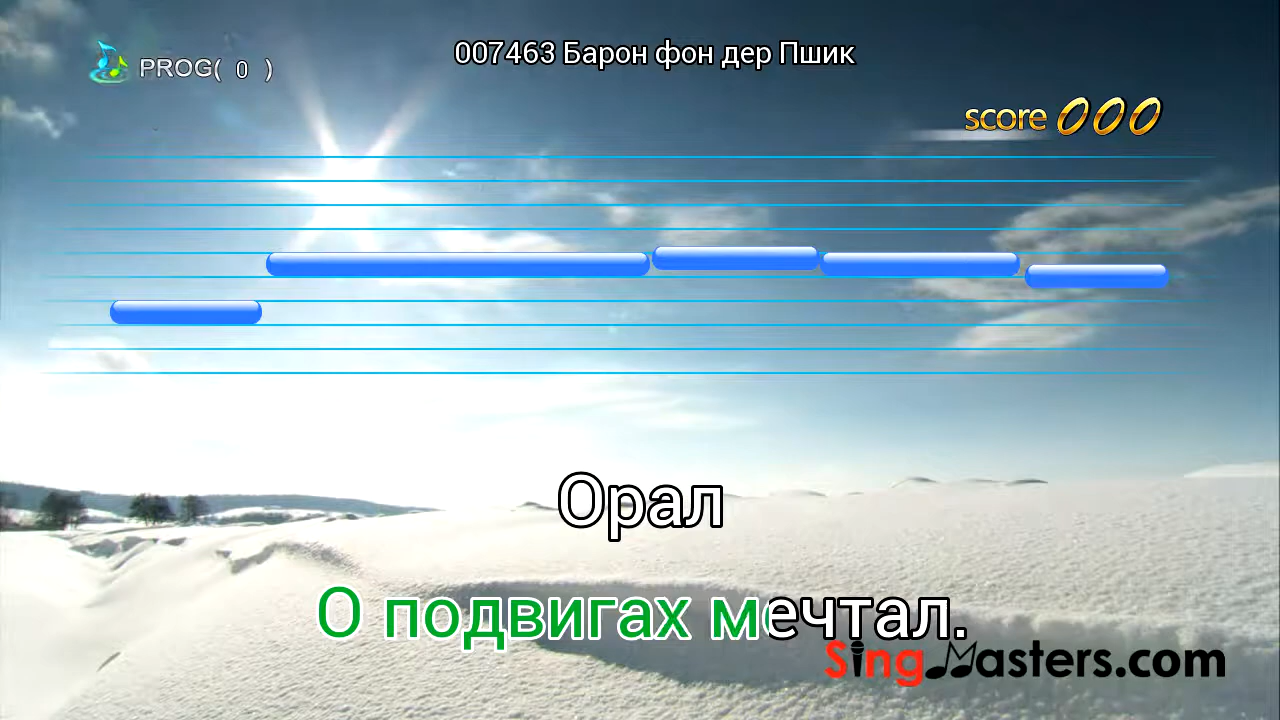 PROG( 0 )
007463 Барон фон дер Пшик
score 000
Орал
О подвигах мечтал.
SingMasters.com